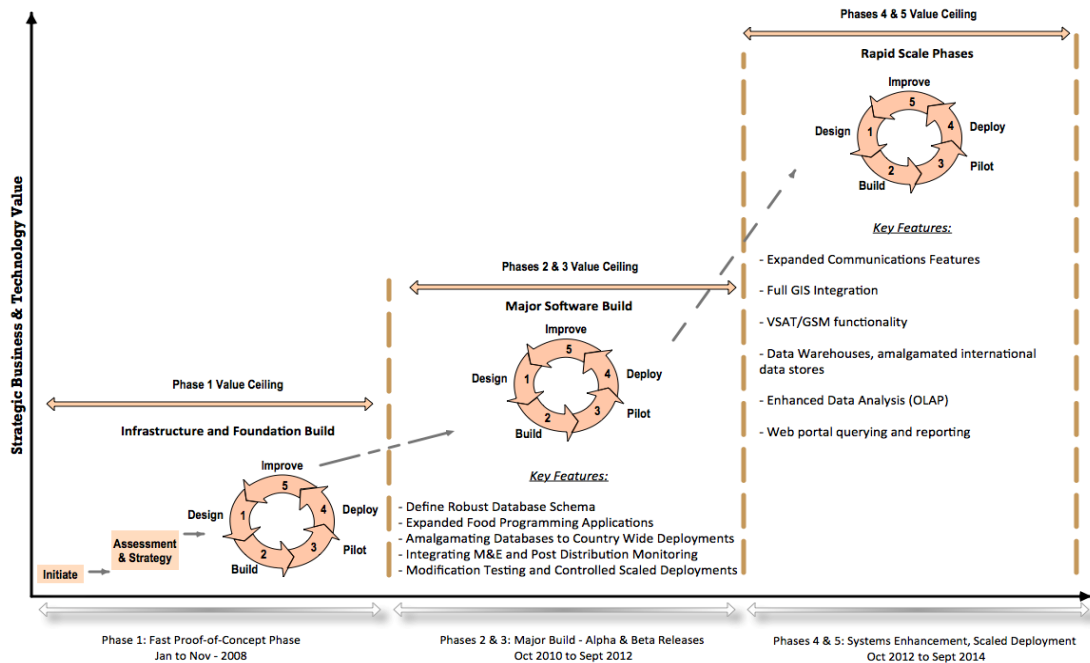 Strategic Business & Technology Value
Phase 1 Value Ceiling
Infrastructure and Foundation Build
Initiate
Assessment
& Strategy
Improve
Design
Deploy
Build
Pilot
1
2
3
4
5
Phases 2 & 3 Value Ceiling
Major Software Build
Improve
Design
Deploy
Build
Pilot
1
2
3
4
5
Key Features:
- Define Robust Database Schema
- Expanded Food Programming Applications
- Amalgamating Databases to Country Wide Deployments
- Integrating M&E and Post Distribution Monitoring
- Modification Testing and Controlled Scaled Deployments
Phases 4 & 5 Value Ceiling
Rapid Scale Phases
Improve
Design
Deploy
Build
Pilot
1
2
3
4
5
Key Features:
- Expanded Communications Features
- Full GIS Integration
- VSAT/GSM functionality
- Data Warehouses, amalgamated international
data stores
- Enhanced Data Analysis (OLAP)
- Web portal querying and reporting
Phase 1: Fast Proof-of-Concept Phase
Jan to Nov - 2008
Phases 2 & 3: Major Build - Alpha & Beta Releases
Oct 2010 to Sept 2012
Phases 4 & 5: Systems Enhancement, Scaled Deployment
Oct 2012 to Sept 2014